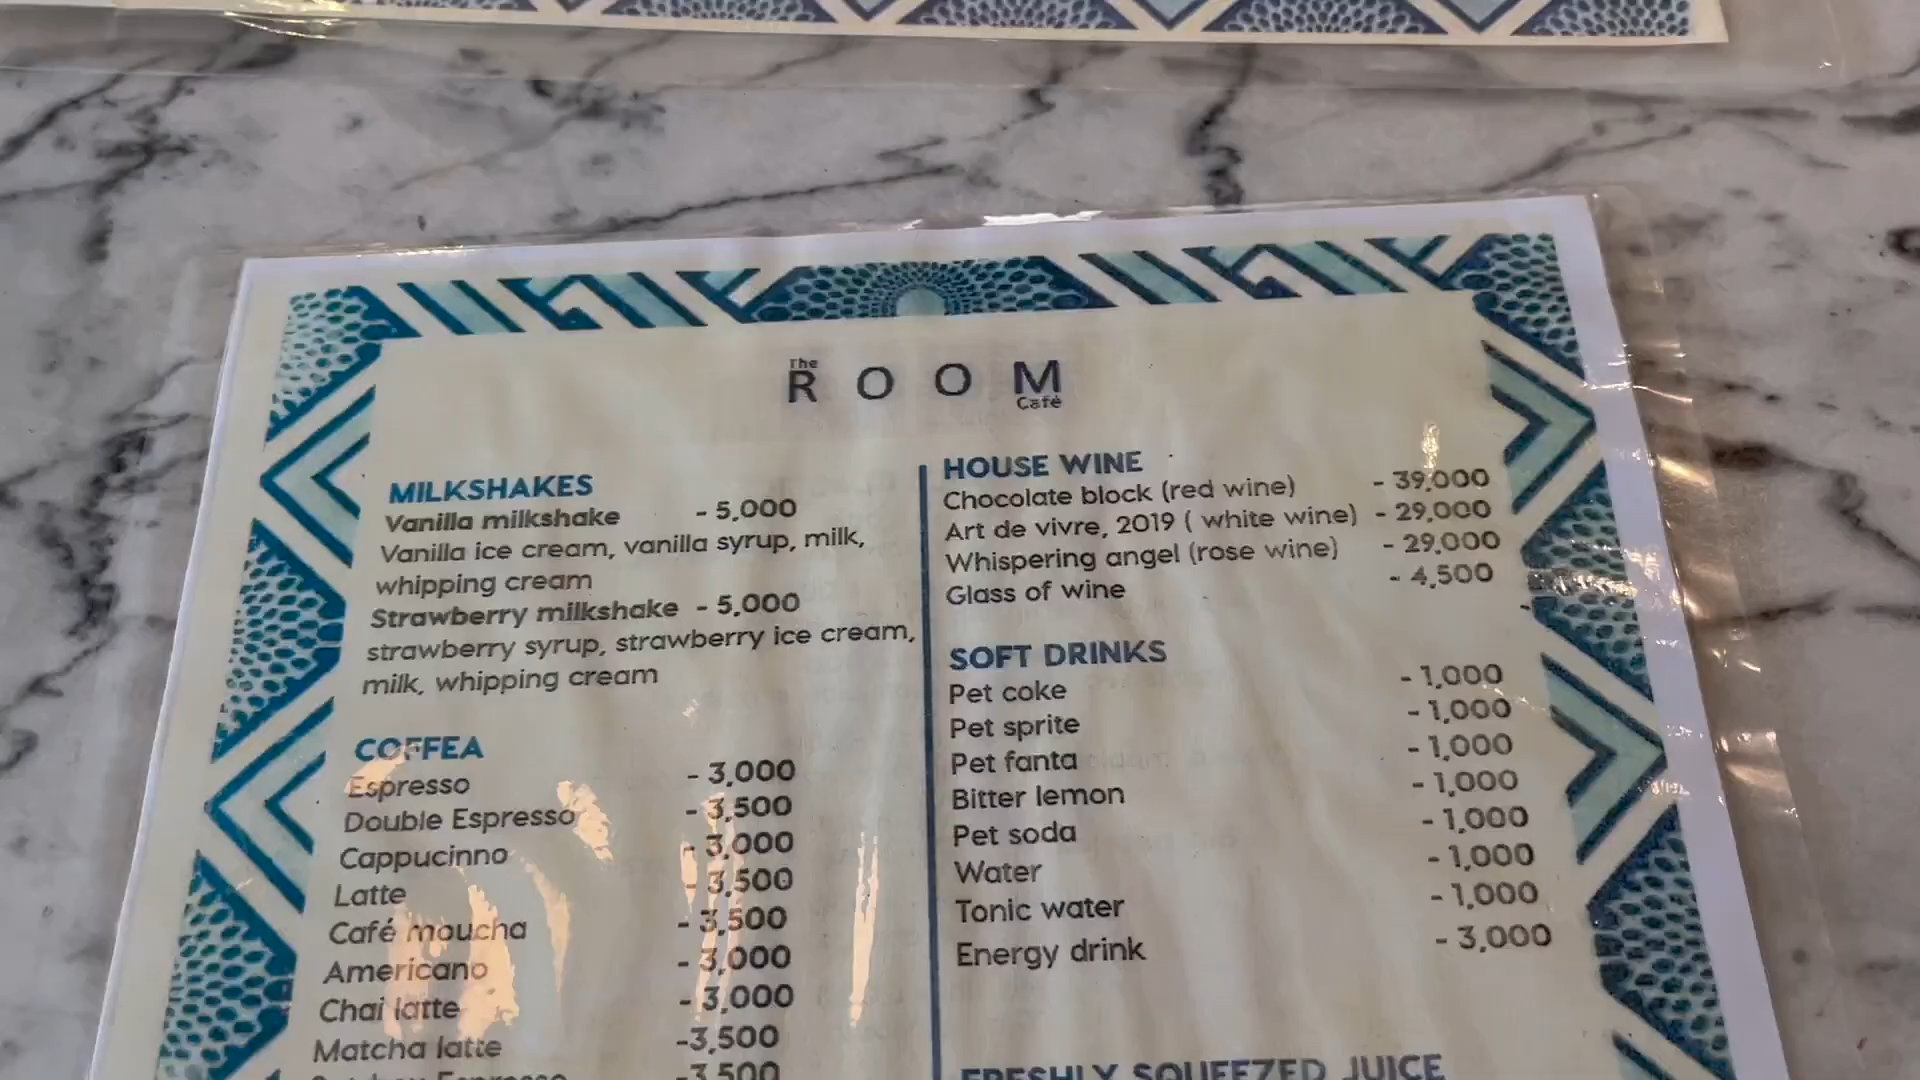 The
ROOM
Café
MILKSHAKES
Vanilla milkshake - 5,000
Vanilla ice cream, vanilla syrup, milk,
whipping cream
Strawberry milkshake - 5,000
strawberry syrup, strawberry ice cream,
milk, whipping cream
COFFEA
Espresso - 3,000
Double Espresso - 3,500
Cappucinno - 3,000
Latte - 3,500
Café moucha - 3,500
Americano - 3,000
Chai latte - 3,000
Matcha latte -3,500
Espresso -3,500
HOUSE WINE
Chocolate block (red wine) - 39,000
Art de vivre, 2019 ( white wine) - 29,000
Whispering angel (rose wine) - 29,000
Glass of wine - 4,500
SOFT DRINKS
Pet coke - 1,000
Pet sprite - 1,000
Pet fanta - 1,000
Bitter lemon - 1,000
Pet soda - 1,000
Water - 1,000
Tonic water - 1,000
Energy drink - 3,000
FRESHLY SQUEEZED JUICE